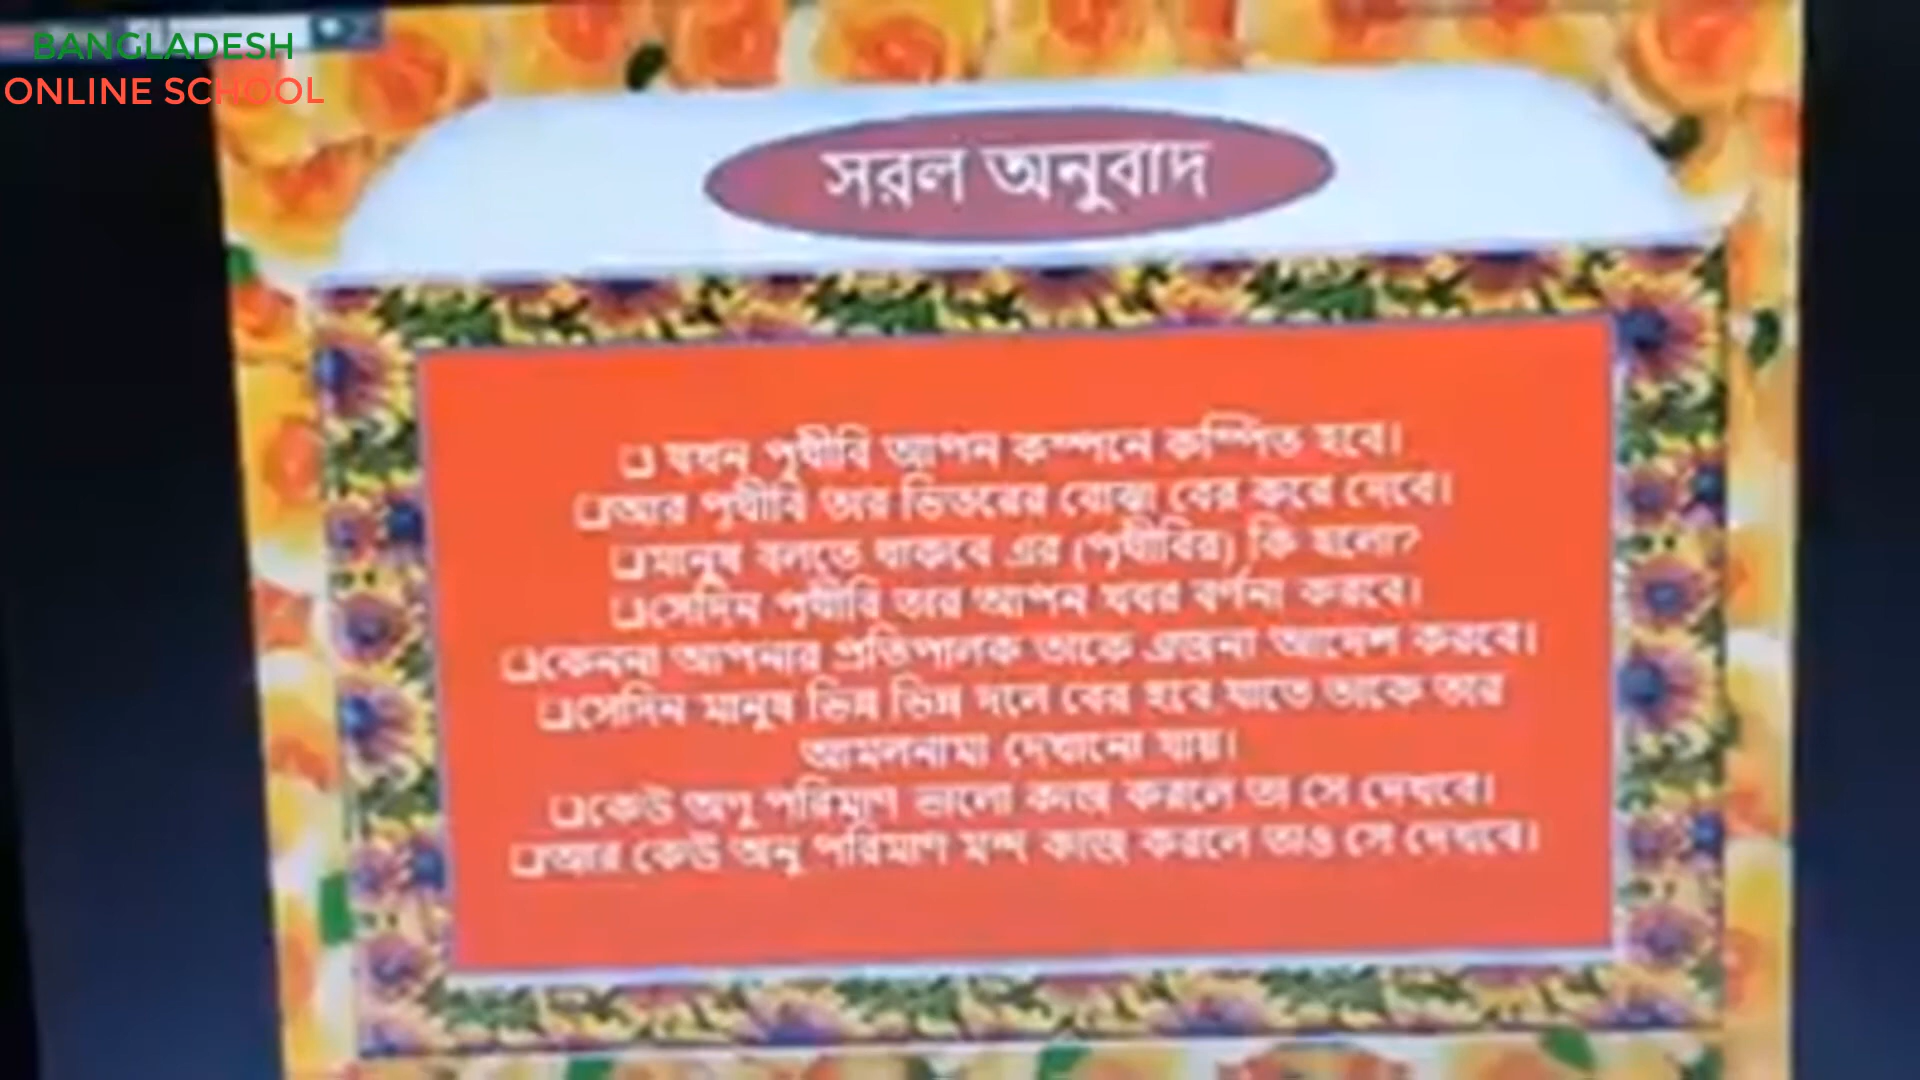 BANGLADESH
ONLINE SCHOOL
সরল অনুবাদ
❑ যখন পৃথীবি আপন কম্পনে কম্পিত হবে।
❑আর পৃথীবি তার ভিতরের বোঝা বের করে দেবে।
❑মানুষ বলতে থাকবে এর (পৃথীবির) কি হলো?
❑সেদিন পৃথীবি তার আপন খবর বর্ণনা করবে।
❑কেননা আপনার প্রতিপালক তাকে এজন্য আদেশ করবে।
❑সেদিন মানুষ ভিন্ন ভিন্ন দলে বের হবে যাতে তাকে তার
আমলনামা দেখানো যায়।
❑কেউ অণু পরিমাণ ভালো কাজ করলে তা সে দেখবে।
❑আর কেউ অনু পরিমাণ মন্দ কাজ করলে তাও সে দেখবে।